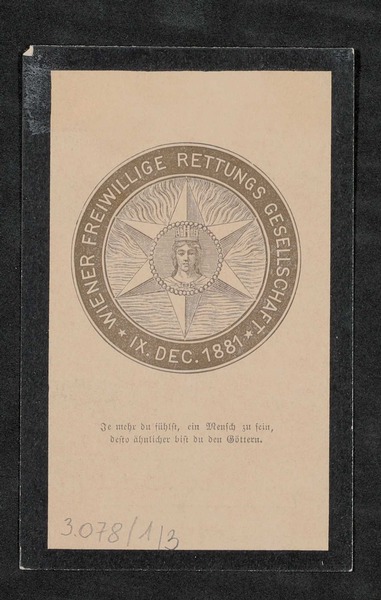 WIENER FREIWILLIGE RETTUNGS GESELLSCHAFT
* IX. DEC. 1881 *
Je mehr du fühlst, ein Mensch zu sein,
desto ähnlicher bist du den Göttern.
3.078/1/3